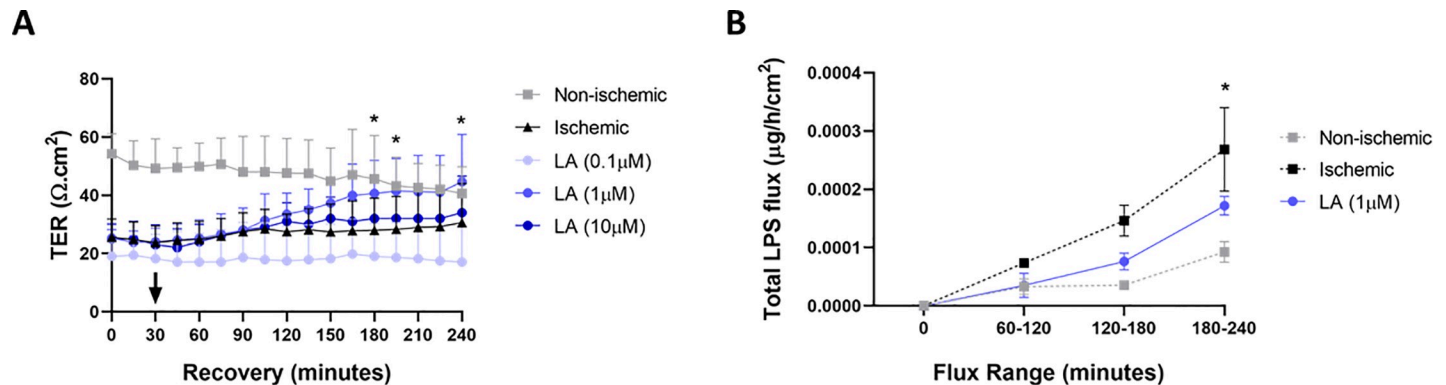 A
TER (Ω.cm²)
80
60
40
20
0
* * *
0 30 60 90 120 150 180 210 240
Recovery (minutes)
Non-ischemic
Ischemic
LA (0.1μM)
LA (1μM)
LA (10μM)
B
Total LPS flux (μg/h/cm²)
0.0004
0.0003
0.0002
0.0001
0.0000
*
0 60-120 120-180 180-240
Flux Range (minutes)
Non-ischemic
Ischemic
LA (1μM)